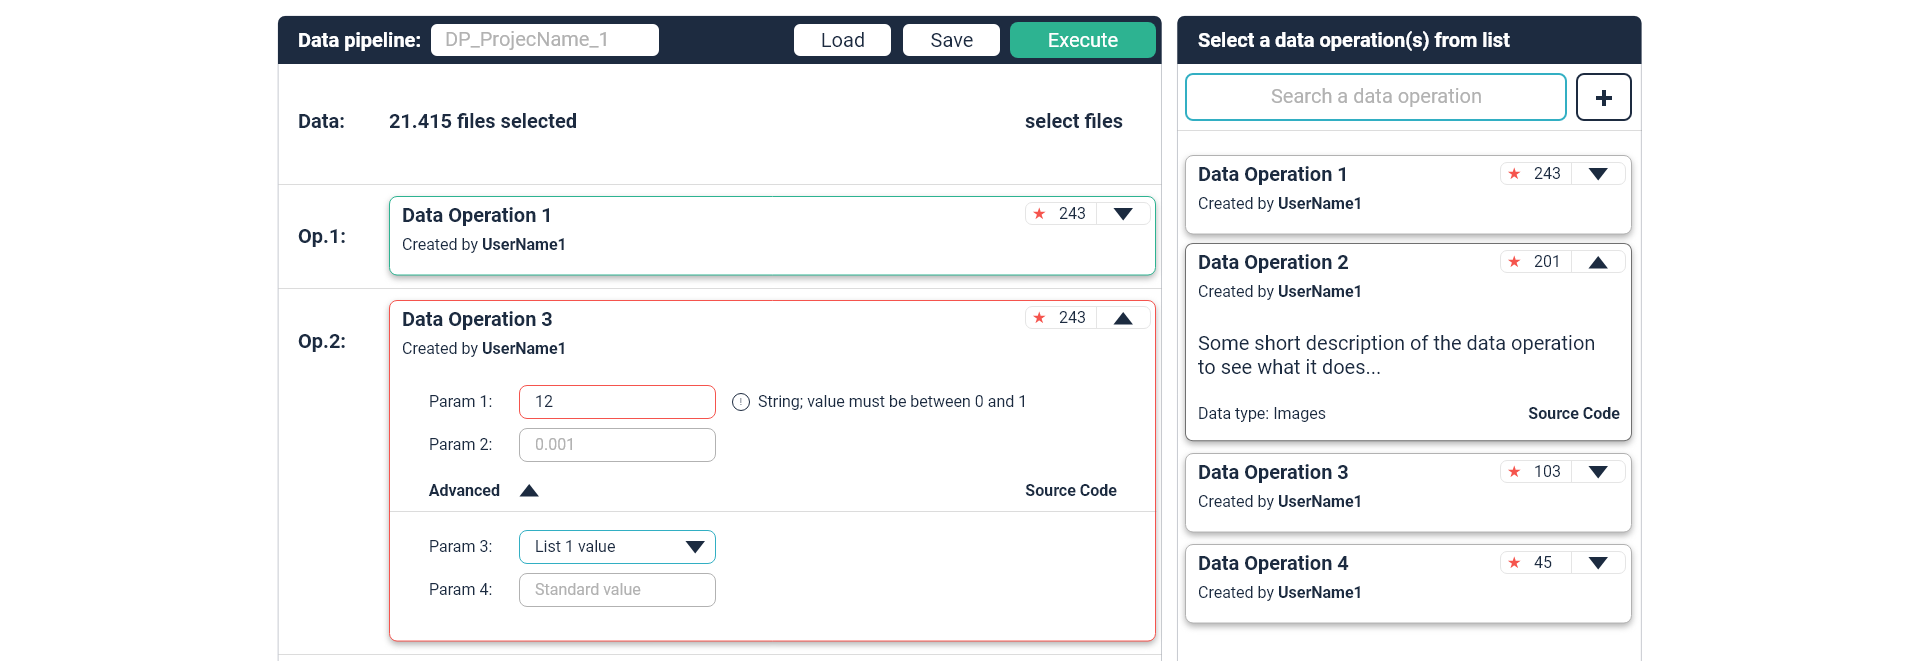 Data pipeline: DP_ProjecName_1 Load Save Execute
Data: 21.415 files selected select files
Op.1: Data Operation 1 243
Created by UserName1
Op.2: Data Operation 3 243
Created by UserName1
Param 1: 12 ! String; value must be between 0 and 1
Param 2: 0.001
Advanced Source Code
Param 3: List 1 value
Param 4: Standard value
Select a data operation(s) from list
Search a data operation +
Data Operation 1 243
Created by UserName1
Data Operation 2 201
Created by UserName1
Some short description of the data operation
to see what it does...
Data type: Images Source Code
Data Operation 3 103
Created by UserName1
Data Operation 4 45
Created by UserName1